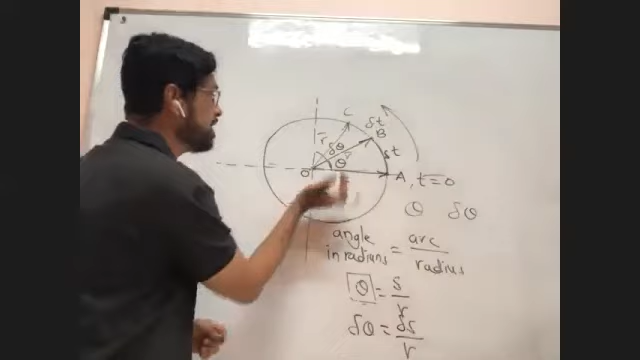 C
δt
B
r̄
δθ
θ
δt
O
A, t=0
θ δθ
angle in radians = arc / radius
θ = s / r
δθ = δs / r